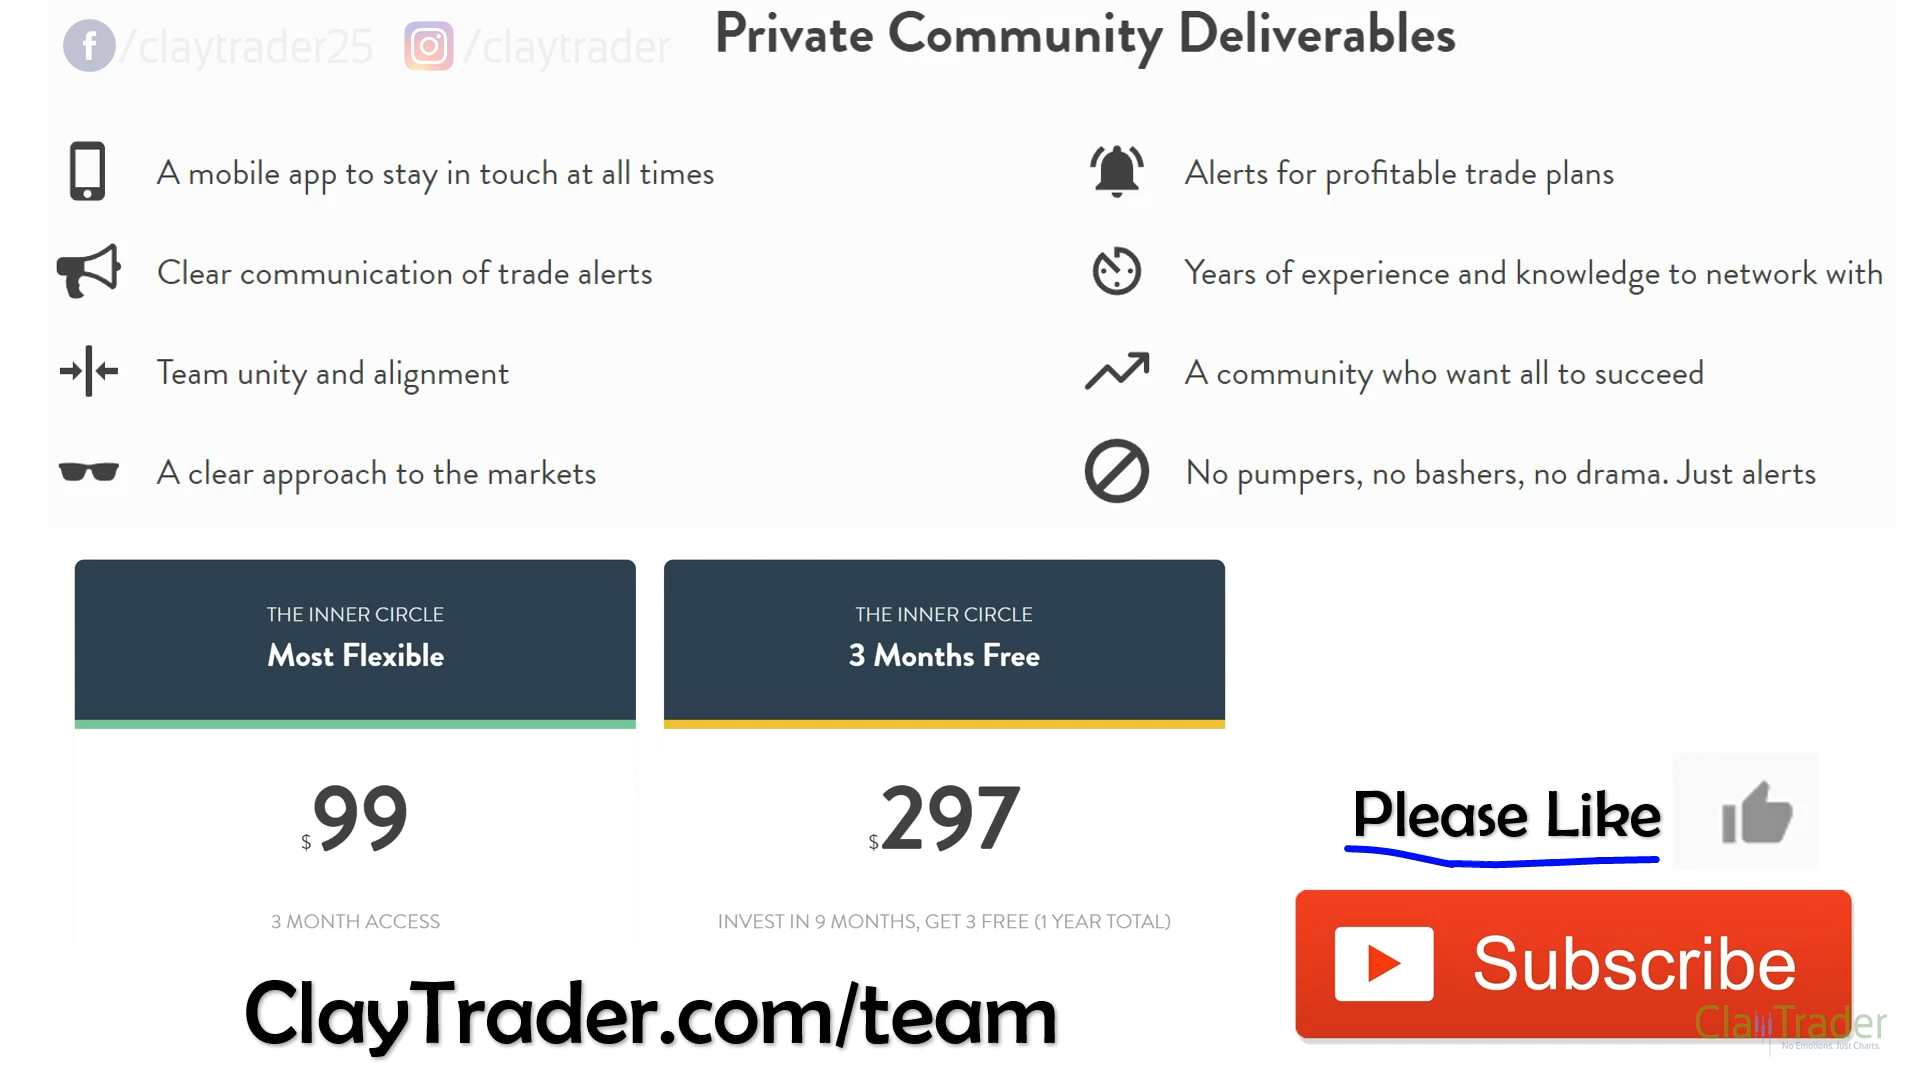 /claytrader25 /claytrader
Private Community Deliverables
A mobile app to stay in touch at all times
Alerts for profitable trade plans
Clear communication of trade alerts
Years of experience and knowledge to network with
Team unity and alignment
A community who want all to succeed
A clear approach to the markets
No pumpers, no bashers, no drama. Just alerts
THE INNER CIRCLE
Most Flexible
$99
3 MONTH ACCESS
THE INNER CIRCLE
3 Months Free
$297
INVEST IN 9 MONTHS, GET 3 FREE (1 YEAR TOTAL)
Please Like
Subscribe
ClayTrader.com/team
ClayTrader
No Emotions. Just Charts.